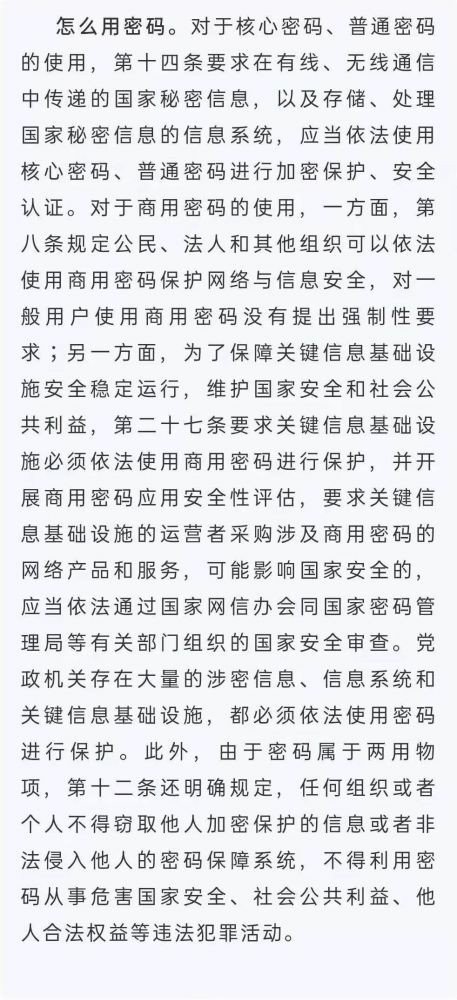 怎么用密码。对于核心密码、普通密码
的使用，第十四条要求在有线、无线通信
中传递的国家秘密信息，以及存储、处理
国家秘密信息的信息系统，应当依法使用
核心密码、普通密码进行加密保护、安全
认证。对于商用密码的使用，一方面，第
八条规定公民、法人和其他组织可以依法
使用商用密码保护网络与信息安全，对一
般用户使用商用密码没有提出强制性要
求；另一方面，为了保障关键信息基础设
施安全稳定运行，维护国家安全和社会公
共利益，第二十七条要求关键信息基础设
施必须依法使用商用密码进行保护，并开
展商用密码应用安全性评估，要求关键信
息基础设施的运营者采购涉及商用密码的
网络产品和服务，可能影响国家安全的，
应当依法通过国家网信办会同国家密码管
理局等有关部门组织的国家安全审查。党
政机关存在大量的涉密信息、信息系统和
关键信息基础设施，都必须依法使用密码
进行保护。此外，由于密码属于两用物
项，第十二条还明确规定，任何组织或者
个人不得窃取他人加密保护的信息或者非
法侵入他人的密码保障系统，不得利用密
码从事危害国家安全、社会公共利益、他
人合法权益等违法犯罪活动。